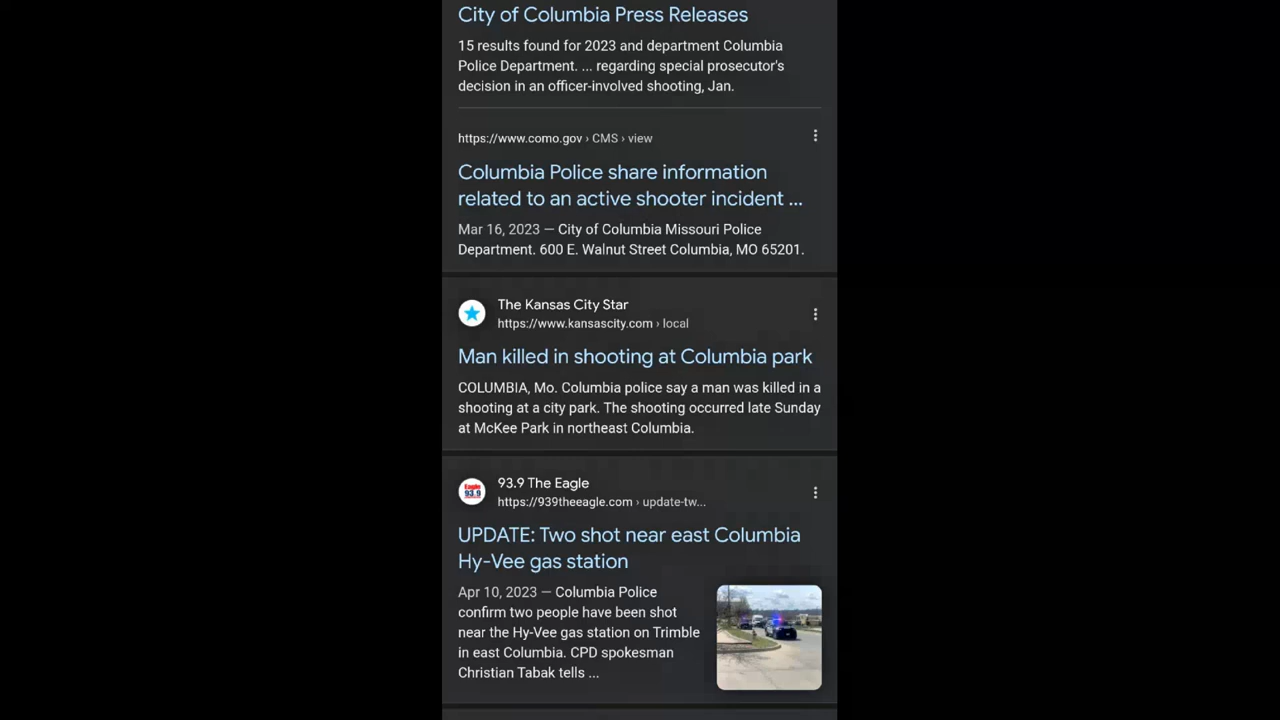 City of Columbia Press Releases
15 results found for 2023 and department Columbia
Police Department. ... regarding special prosecutor's
decision in an officer-involved shooting, Jan.
https://www.como.gov › CMS › view
Columbia Police share information
related to an active shooter incident ...
Mar 16, 2023 — City of Columbia Missouri Police
Department. 600 E. Walnut Street Columbia, MO 65201.
The Kansas City Star
https://www.kansascity.com › local
Man killed in shooting at Columbia park
COLUMBIA, Mo. Columbia police say a man was killed in a
shooting at a city park. The shooting occurred late Sunday
at McKee Park in northeast Columbia.
Eagle
93.9
93.9 The Eagle
https://939theeagle.com › update-tw...
UPDATE: Two shot near east Columbia
Hy-Vee gas station
Apr 10, 2023 — Columbia Police
confirm two people have been shot
near the Hy-Vee gas station on Trimble
in east Columbia. CPD spokesman
Christian Tabak tells ...